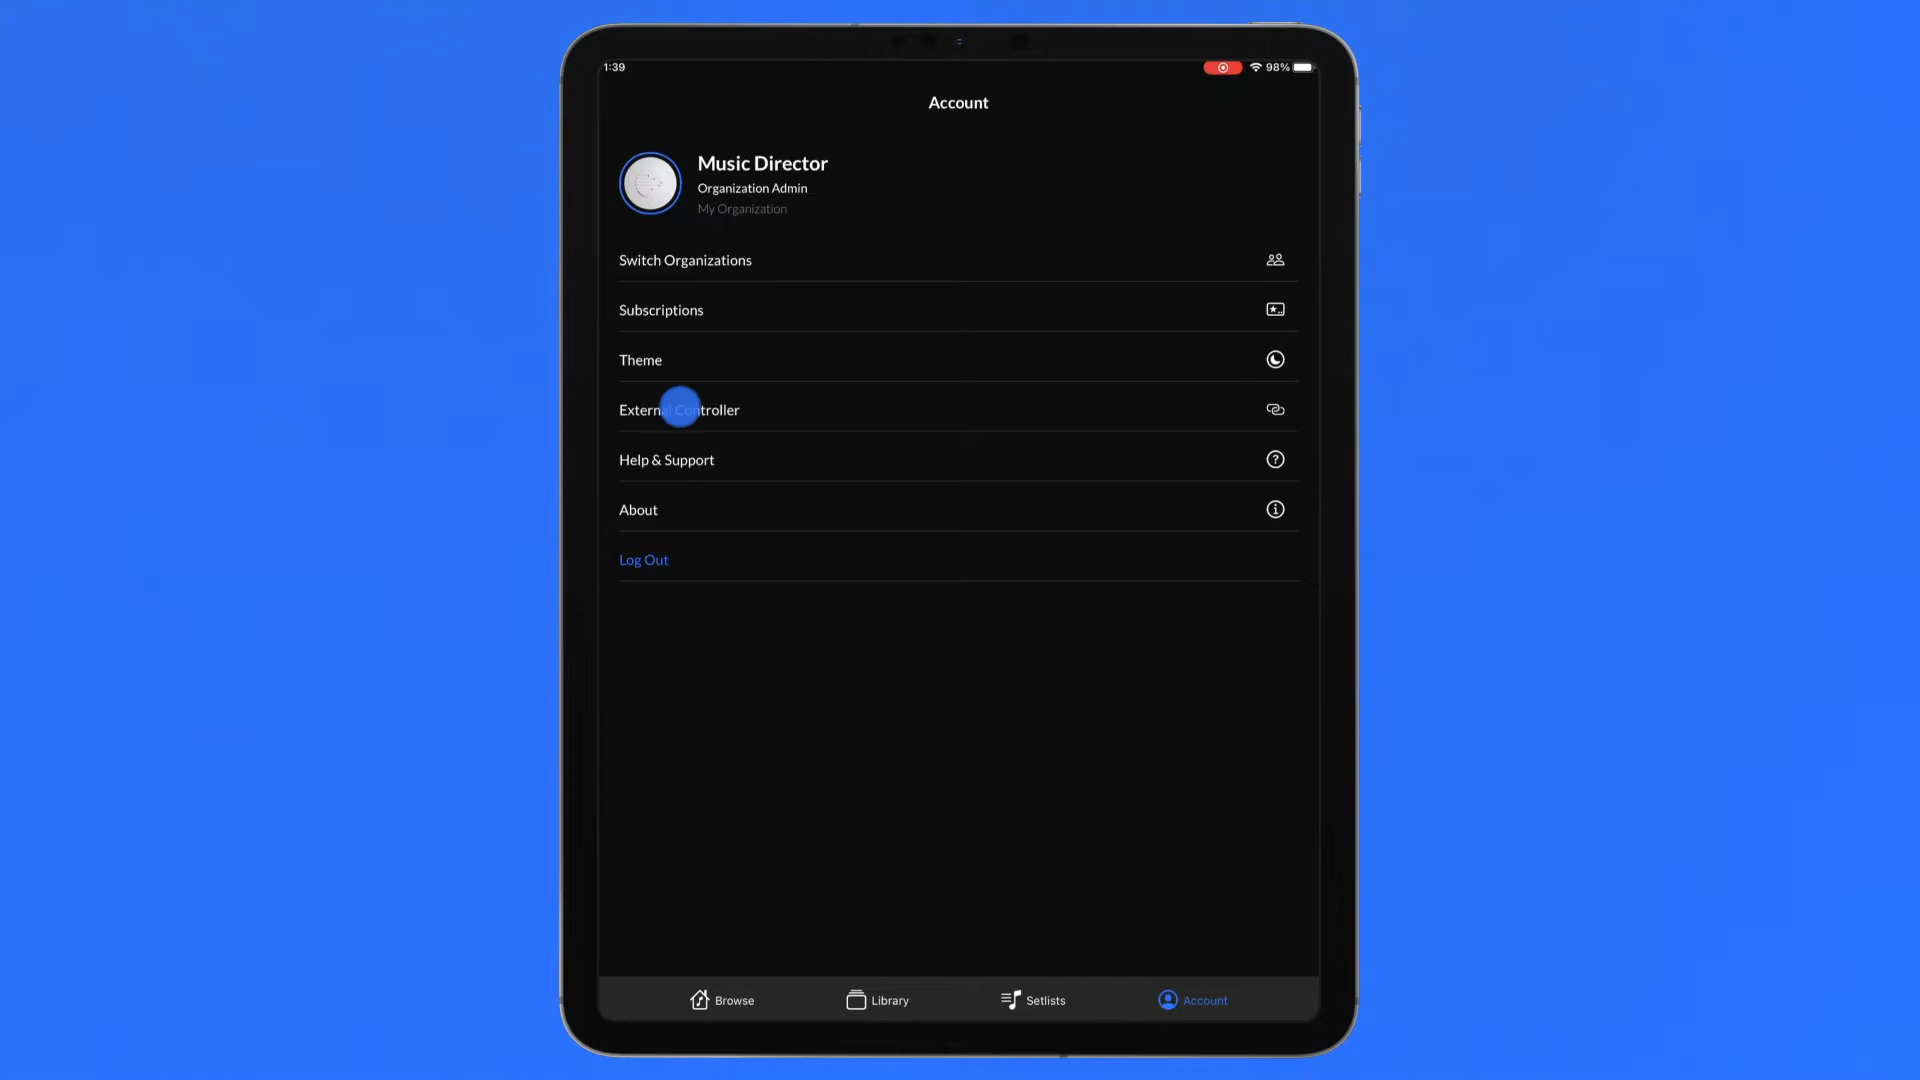 1:39
98%
Account
Music Director
Organization Admin
My Organization
Switch Organizations
Subscriptions
Theme
External Controller
Help & Support
About
Log Out
Browse
Library
Setlists
Account